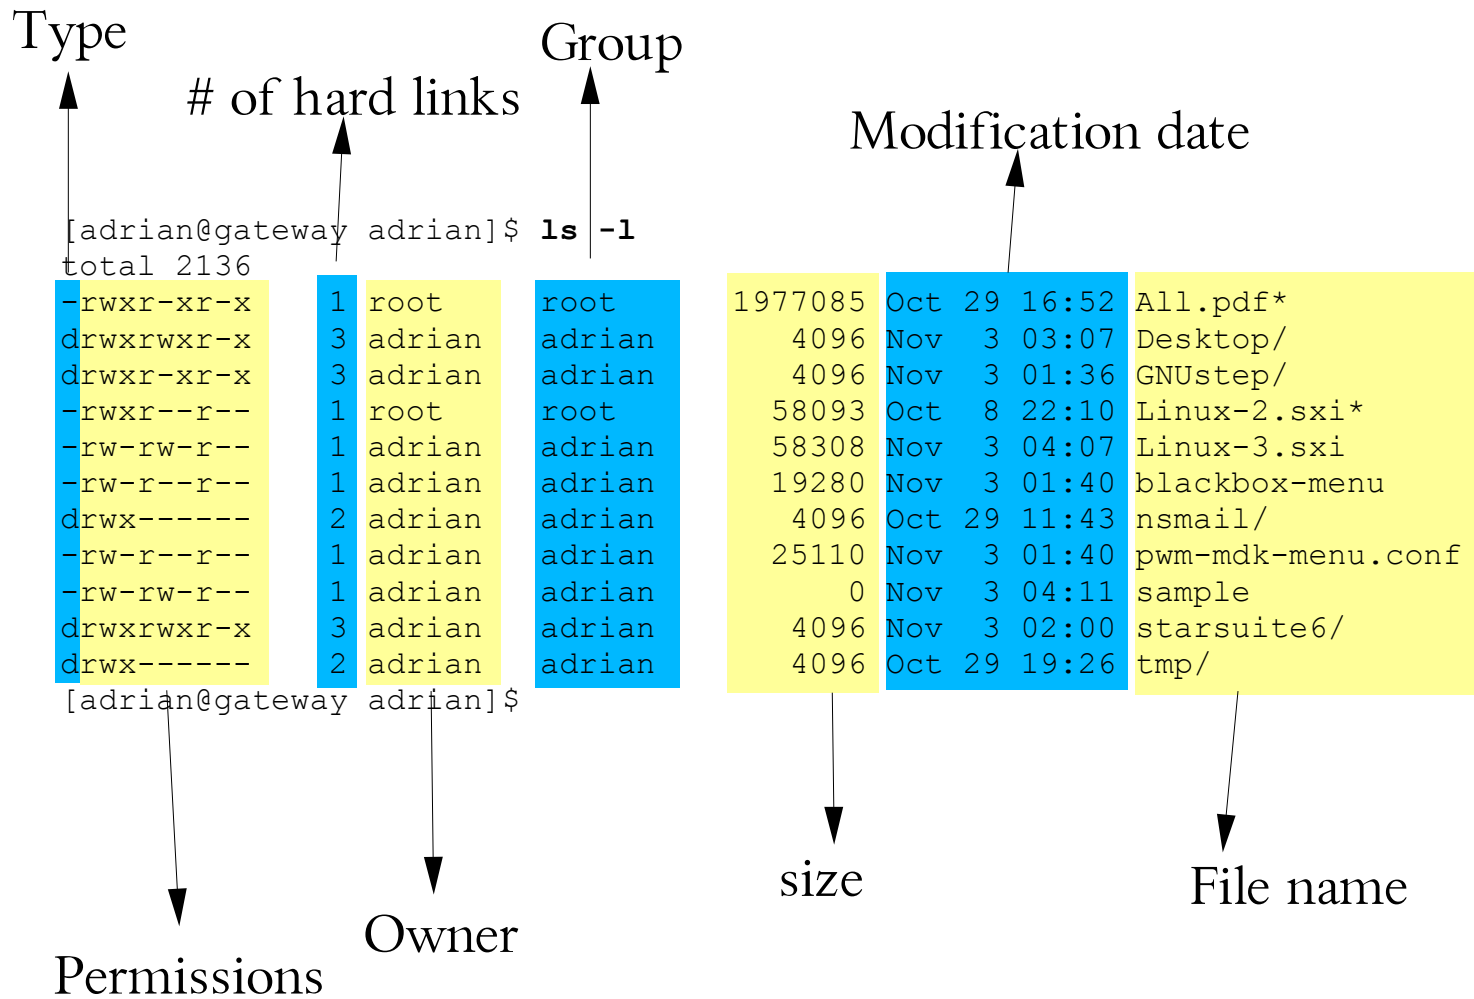 Type
Group
# of hard links
Modification date
[adrian@gateway adrian]$ ls -l
total 2136
-rwxr-xr-x 1 root root 1977085 Oct 29 16:52 All.pdf*
drwxrwxr-x 3 adrian adrian 4096 Nov 3 03:07 Desktop/
drwxr-xr-x 3 adrian adrian 4096 Nov 3 01:36 GNUstep/
-rwxr--r-- 1 root root 58093 Oct 8 22:10 Linux-2.sxi*
-rw-rw-r-- 1 adrian adrian 58308 Nov 3 04:07 Linux-3.sxi
-rw-r--r-- 1 adrian adrian 19280 Nov 3 01:40 blackbox-menu
drwx------ 2 adrian adrian 4096 Oct 29 11:43 nsmail/
-rw-r--r-- 1 adrian adrian 25110 Nov 3 01:40 pwm-mdk-menu.conf
-rw-rw-r-- 1 adrian adrian 0 Nov 3 04:11 sample
drwxrwxr-x 3 adrian adrian 4096 Nov 3 02:00 starsuite6/
drwx------ 2 adrian adrian 4096 Oct 29 19:26 tmp/
[adrian@gateway adrian]$
size
File name
Owner
Permissions